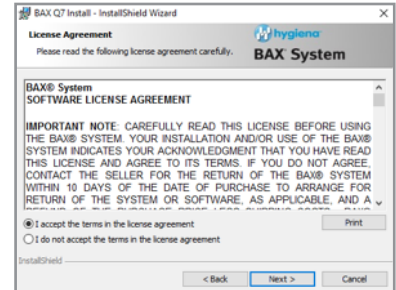 BAX Q7 Install - InstallShield Wizard
License Agreement
Please read the following license agreement carefully.
hygiena
BAX System
BAX® System
SOFTWARE LICENSE AGREEMENT
IMPORTANT NOTE: CAREFULLY READ THIS LICENSE BEFORE USING
THE BAX® SYSTEM. YOUR INSTALLATION AND/OR USE OF THE BAX®
SYSTEM INDICATES YOUR ACKNOWLEDGMENT THAT YOU HAVE READ
THIS LICENSE AND AGREE TO ITS TERMS. IF YOU DO NOT AGREE,
CONTACT THE SELLER FOR THE RETURN OF THE BAX® SYSTEM
WITHIN 10 DAYS OF THE DATE OF PURCHASE TO ARRANGE FOR
RETURN OF THE SYSTEM OR SOFTWARE, AS APPLICABLE, AND A
I accept the terms in the license agreement
Print
I do not accept the terms in the license agreement
InstallShield
< Back
Next >
Cancel